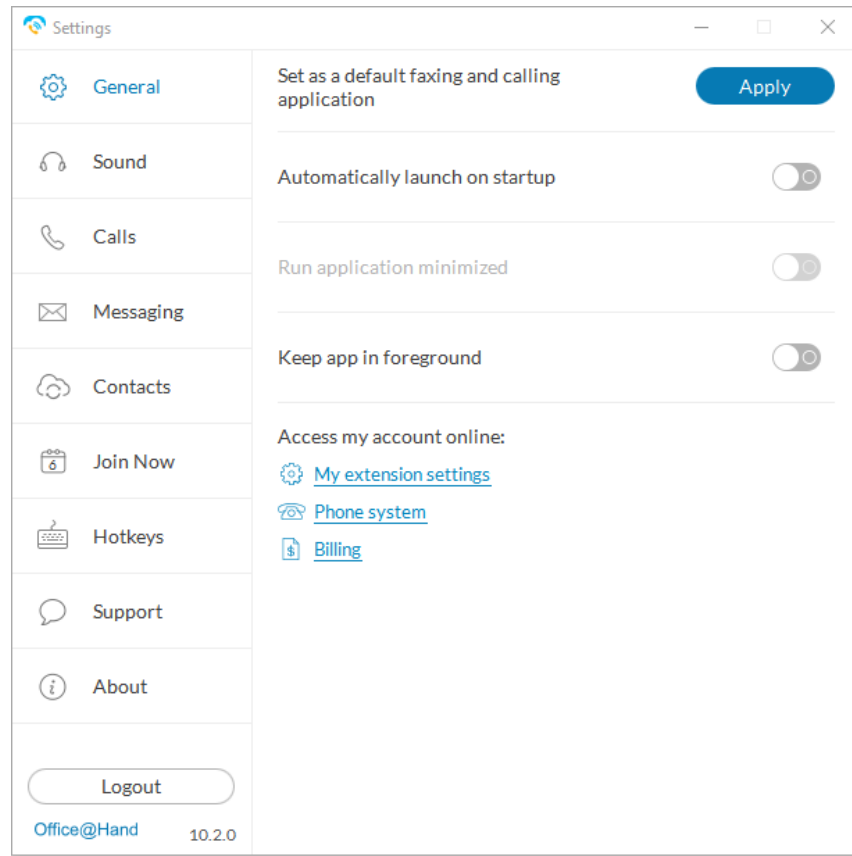 Settings
General
Sound
Calls
Messaging
Contacts
6
Join Now
Hotkeys
Support
i
About
Logout
Office@Hand
10.2.0
Set as a default faxing and calling
application
Apply
Automatically launch on startup
Run application minimized
Keep app in foreground
Access my account online:
My extension settings
Phone system
$
Billing